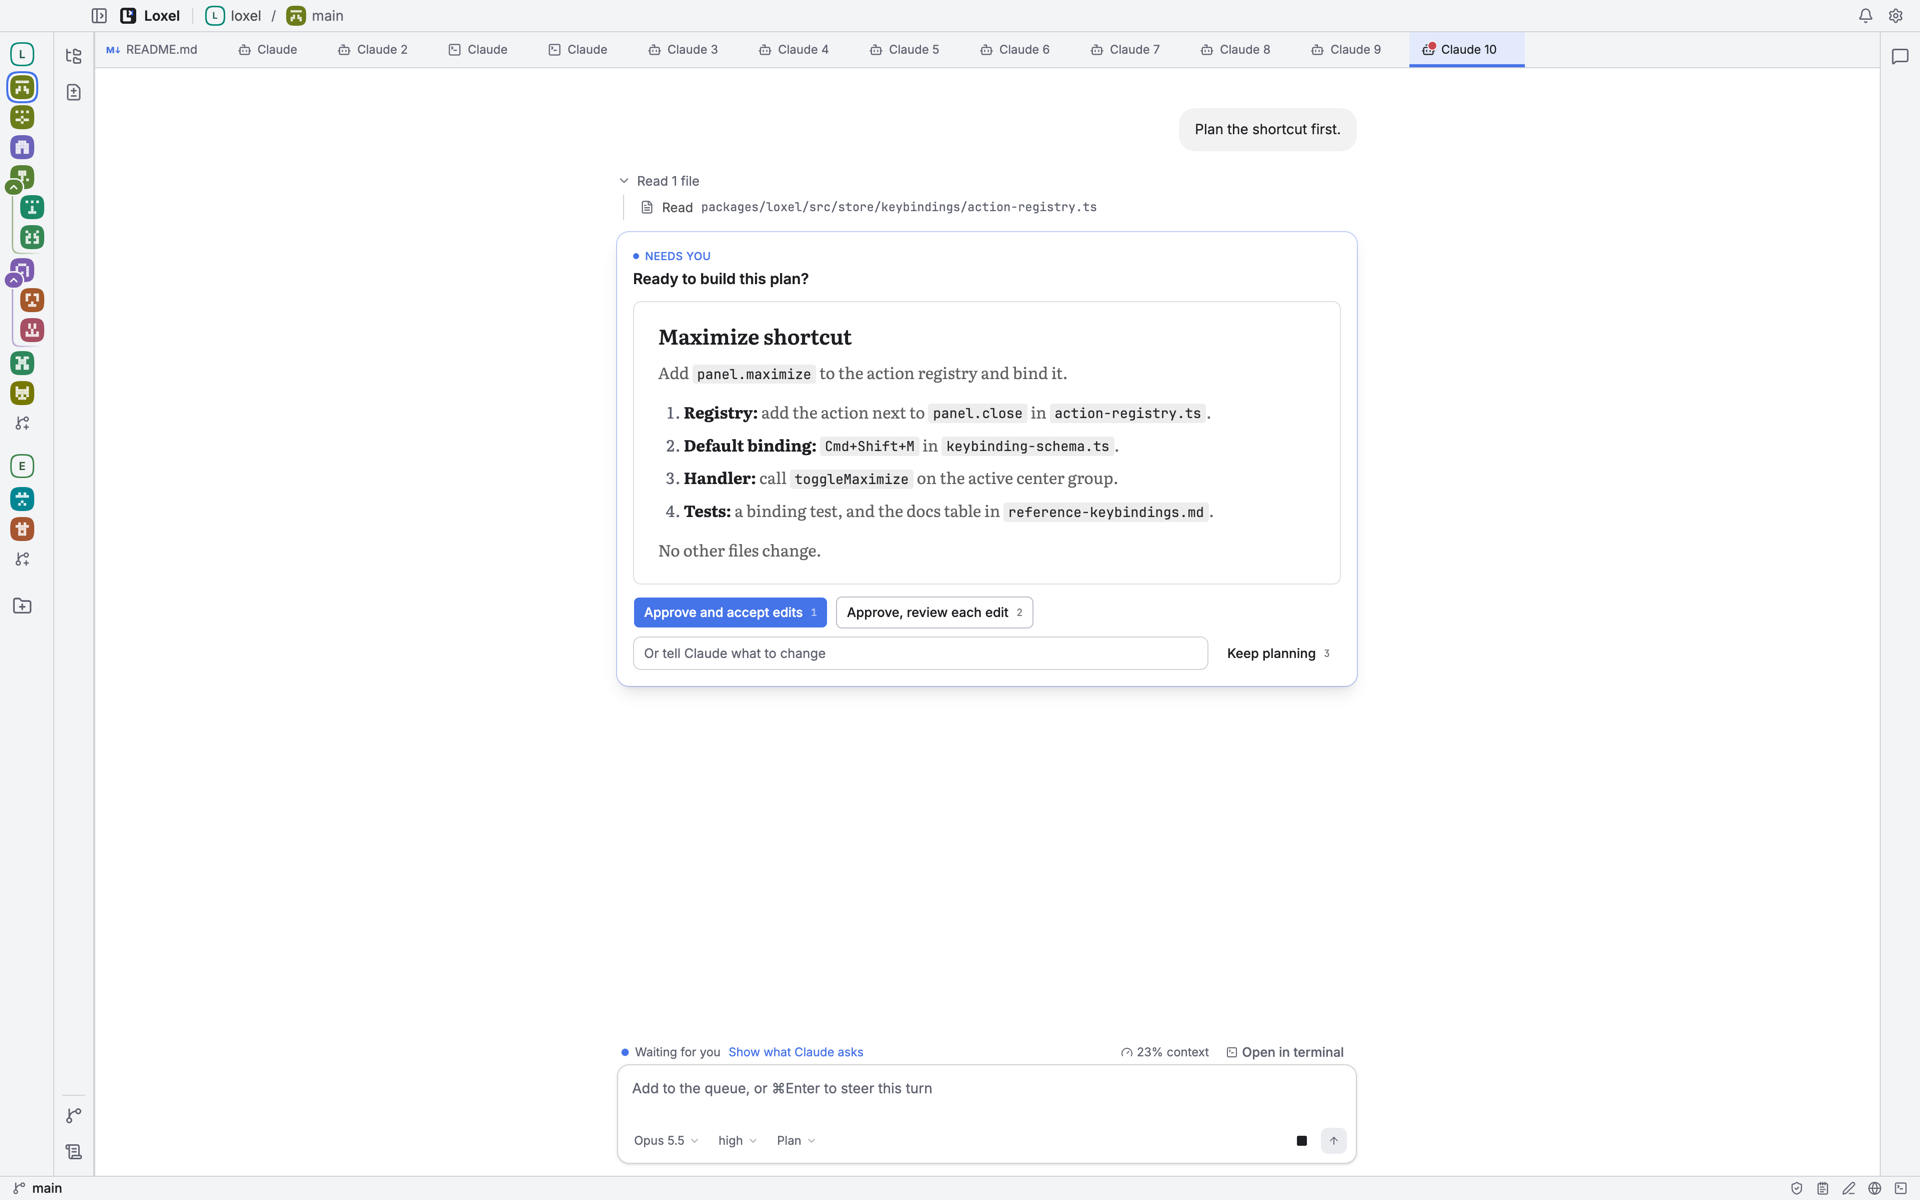 Loxel
L
loxel
/
main
L
E
M↓ README.md
Claude
Claude 2
Claude
Claude
Claude 3
Claude 4
Claude 5
Claude 6
Claude 7
Claude 8
Claude 9
Claude 10
Plan the shortcut first.
Read 1 file
Read packages/loxel/src/store/keybindings/action-registry.ts
NEEDS YOU
Ready to build this plan?
Maximize shortcut
Add panel.maximize to the action registry and bind it.
1. Registry: add the action next to panel.close in action-registry.ts.
2. Default binding: Cmd+Shift+M in keybinding-schema.ts.
3. Handler: call toggleMaximize on the active center group.
4. Tests: a binding test, and the docs table in reference-keybindings.md.
No other files change.
Approve and accept edits 1
Approve, review each edit 2
Or tell Claude what to change
Keep planning 3
Waiting for you Show what Claude asks
23% context
Open in terminal
Add to the queue, or ⌘Enter to steer this turn
Opus 5.5
high
Plan
main